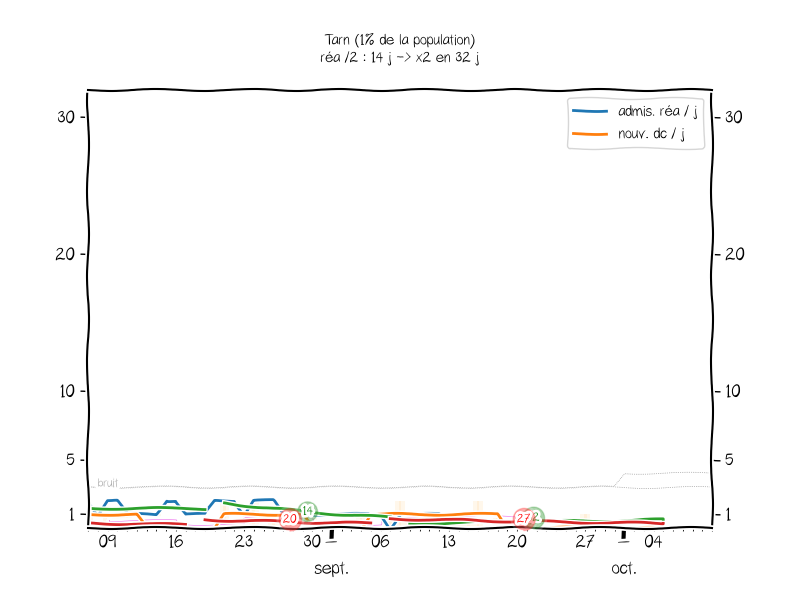 Tarn (1% de la population)
réa /2 : 14 j -> x2 en 32 j
admis. réa / j
nouv. dc / j
30 30
20 20
10 10
5 5
bruit
1 1
20 14 27
09 16 23 30 06 13 20 27 04
sept. oct.